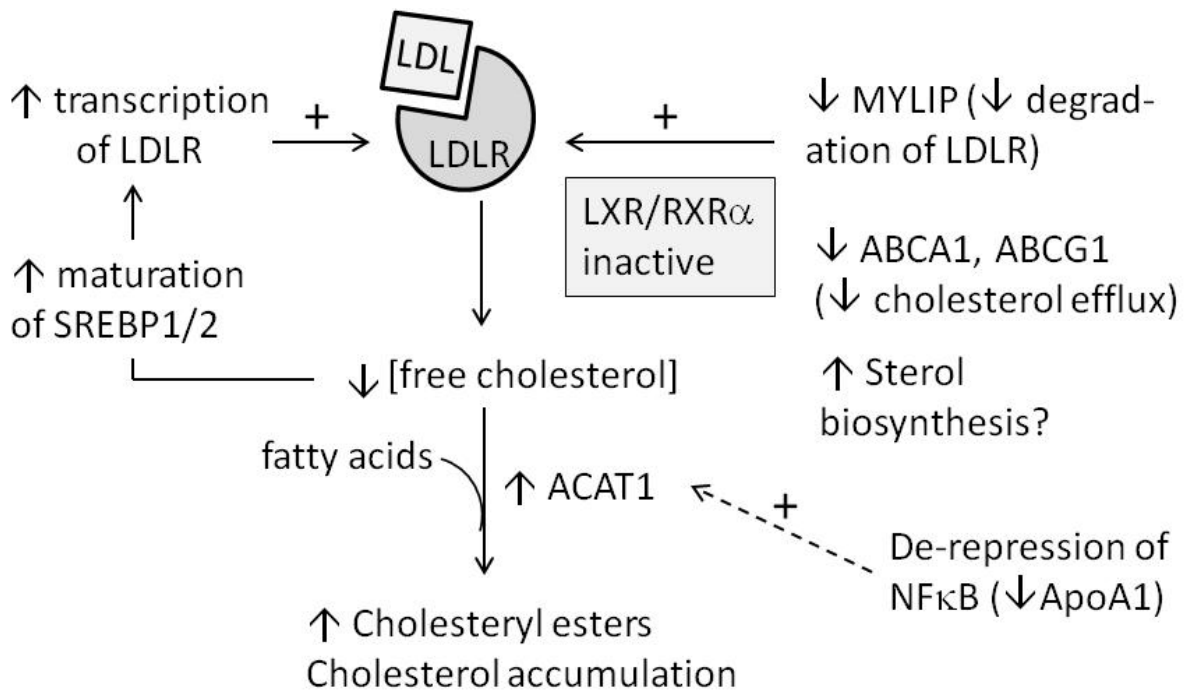 LDL
LDLR
↑ transcription
of LDLR
+
+
↓ MYLIP (↓ degrad-
ation of LDLR)
LXR/RXRα
inactive
↓ ABCA1, ABCG1
(↓ cholesterol efflux)
↑ maturation
of SREBP1/2
↑ Sterol
biosynthesis?
↓ [free cholesterol]
fatty acids
↑ ACAT1
+
De-repression of
NFκB (↓ApoA1)
↑ Cholesteryl esters
Cholesterol accumulation